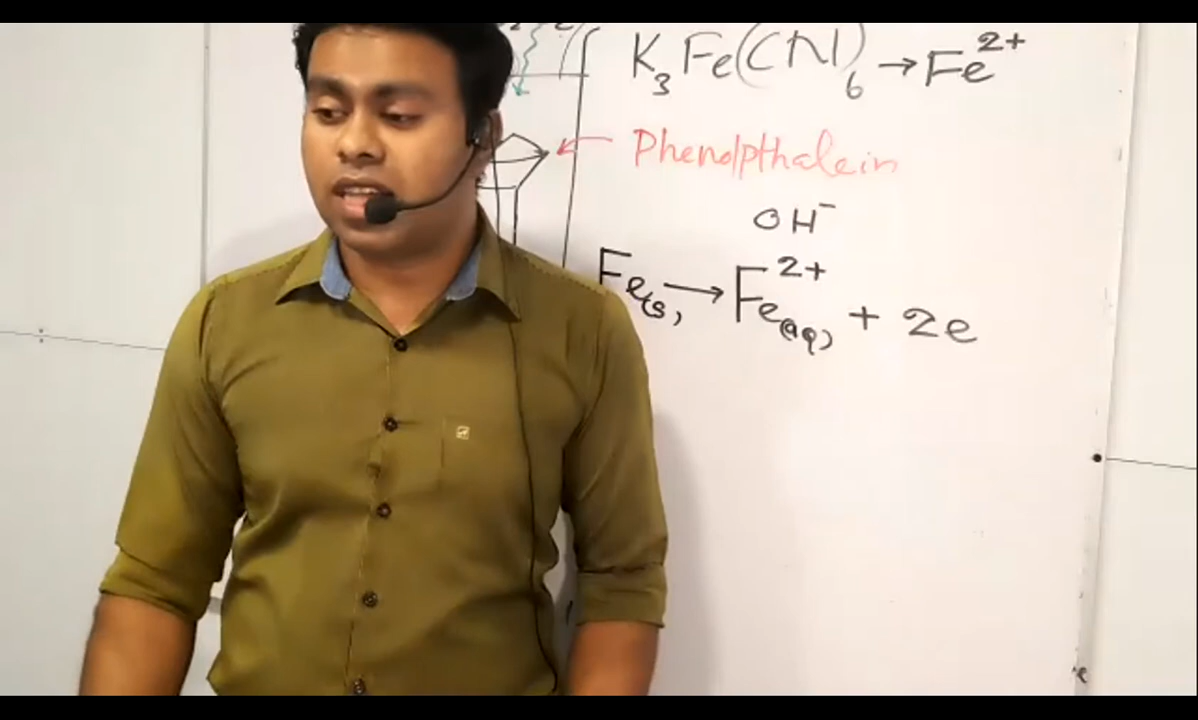 K₃Fe(CN)₆ → Fe²⁺
Phenolpthalein
OH⁻
Fe(s) → Fe²⁺(aq) + 2e